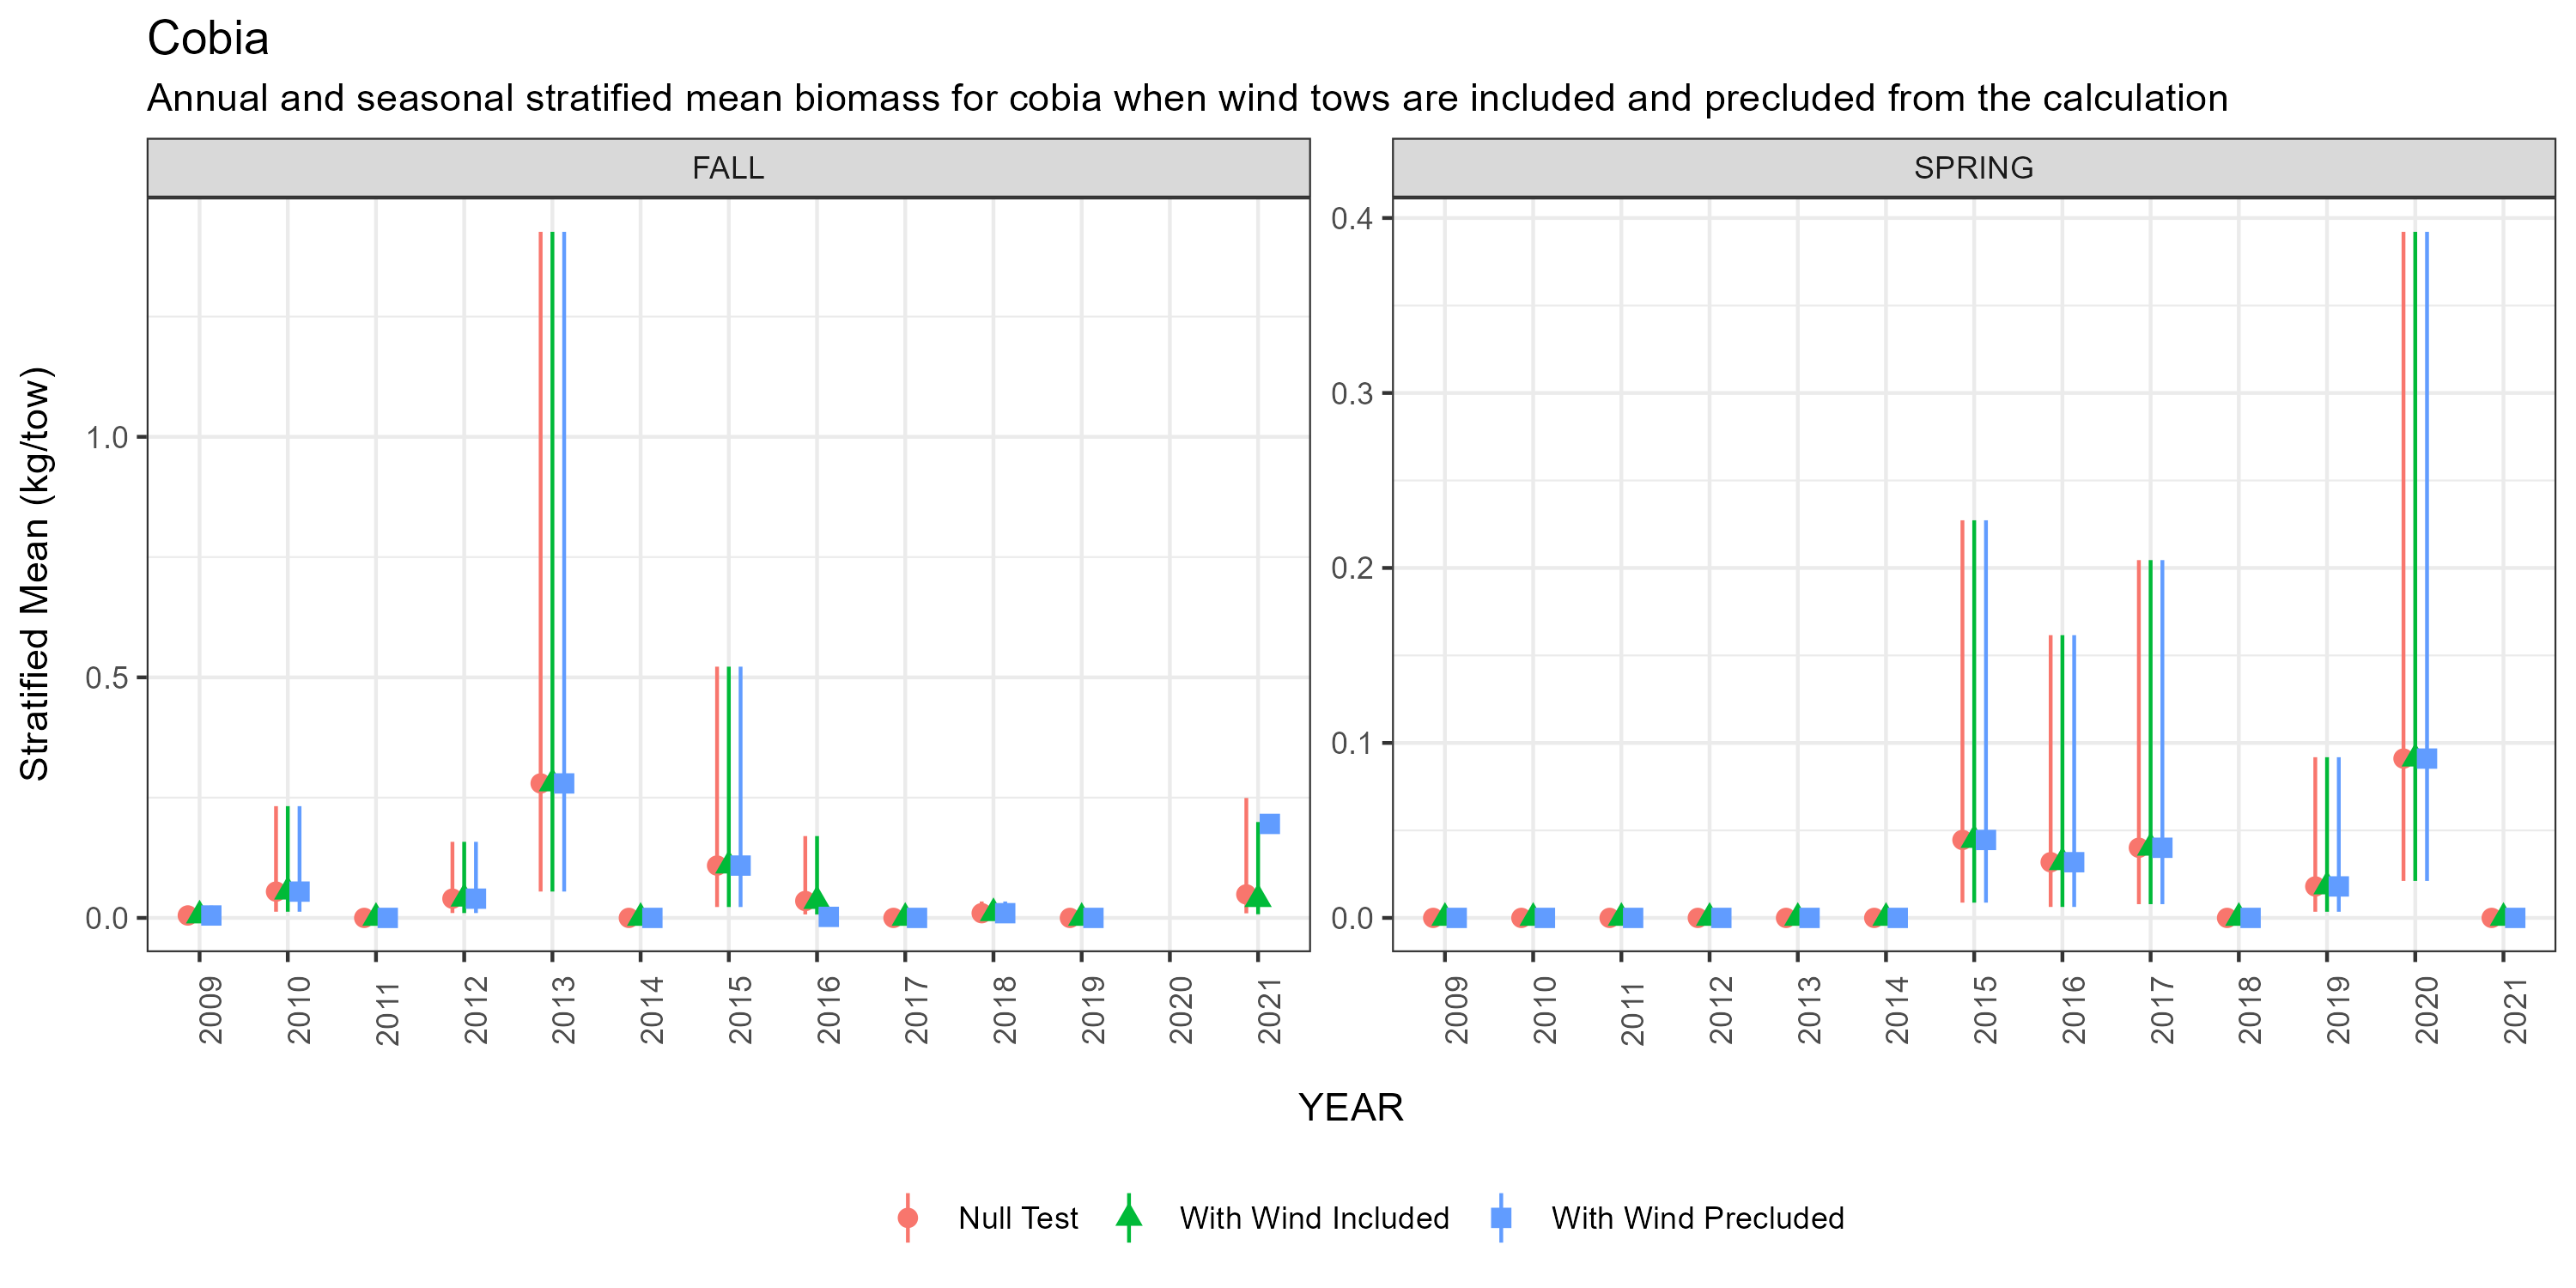 Cobia
Annual and seasonal stratified mean biomass for cobia when wind tows are included and precluded from the calculation
FALL
SPRING
Stratified Mean (kg/tow)
1.0
0.5
0.0
0.4
0.3
0.2
0.1
0.0
2009 2010 2011 2012 2013 2014 2015 2016 2017 2018 2019 2020 2021
2009 2010 2011 2012 2013 2014 2015 2016 2017 2018 2019 2020 2021
YEAR
Null Test With Wind Included With Wind Precluded